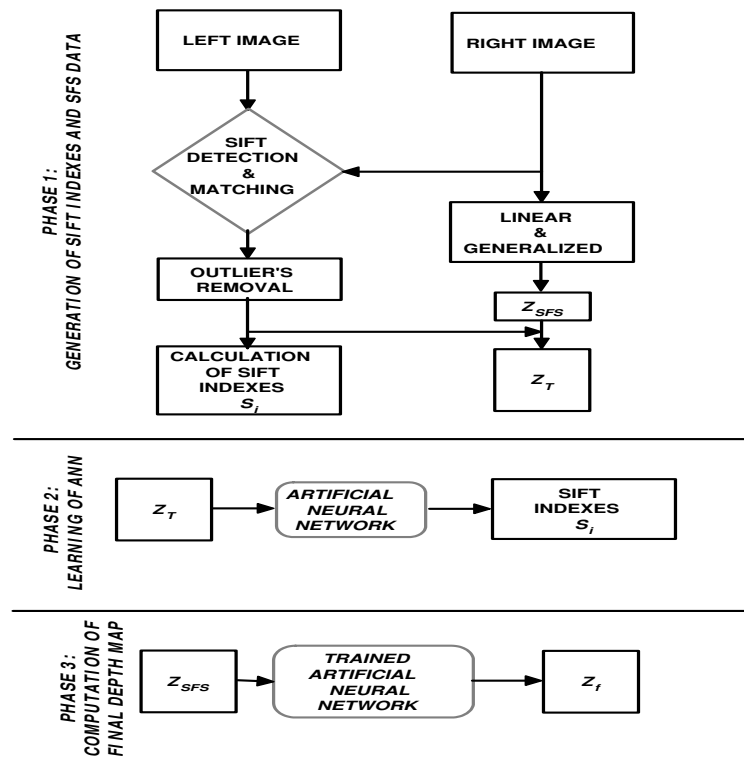 PHASE 1:
GENERATION OF SIFT INDEXES AND SFS DATA
LEFT IMAGE
RIGHT IMAGE
SIFT
DETECTION
&
MATCHING
LINEAR
&
GENERALIZED
OUTLIER'S
REMOVAL
Z_SFS
CALCULATION
OF SIFT
INDEXES
S_i
Z_T
PHASE 2:
LEARNING OF ANN
Z_T
ARTIFICIAL
NEURAL
NETWORK
SIFT
INDEXES
S_i
PHASE 3:
COMPUTATION OF
FINAL DEPTH MAP
Z_SFS
TRAINED
ARTIFICIAL
NEURAL
NETWORK
Z_f